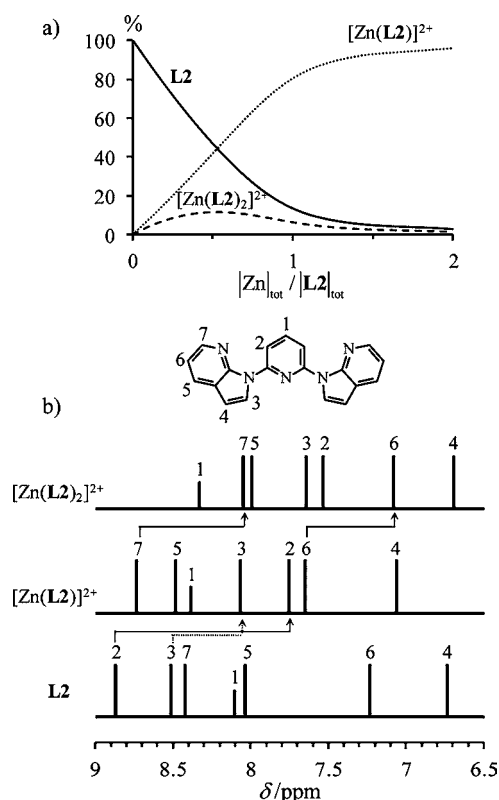 a)
%
100
80
60
40
20
0
L2
[Zn(L2)]2+
[Zn(L2)2]2+
0 1 2
|Zn|tot / |L2|tot
1
7 N 2 N
6 N N N
5 4 3
b)
1 7 5 3 2 6 4
[Zn(L2)2]2+
7 5 1 3 2 6 4
[Zn(L2)]2+
2 3 7 1 5 6 4
L2
9 8.5 8 7.5 7 6.5
δ/ppm